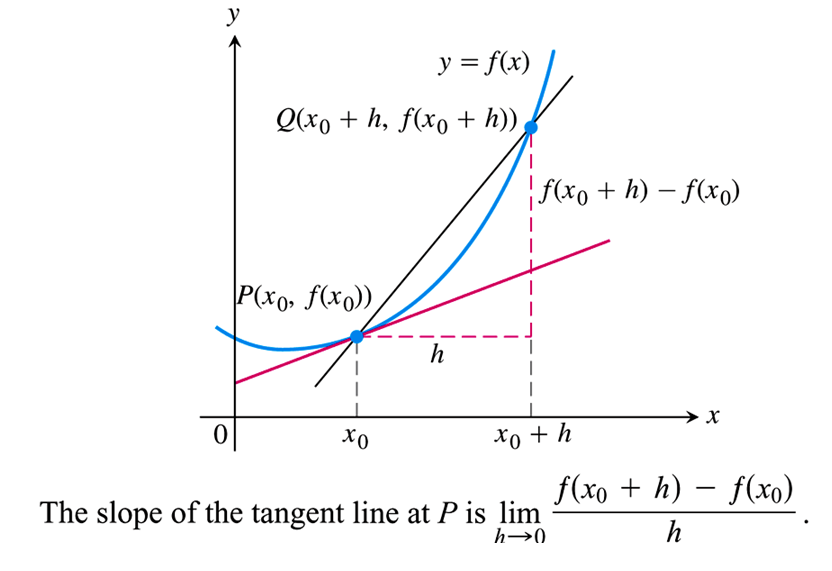 y
y = f(x)
Q(x₀ + h, f(x₀ + h))
f(x₀ + h) − f(x₀)
P(x₀, f(x₀))
h
0
x₀
x₀ + h
x
The slope of the tangent line at P is lim h→0 (f(x₀ + h) − f(x₀)) / h .